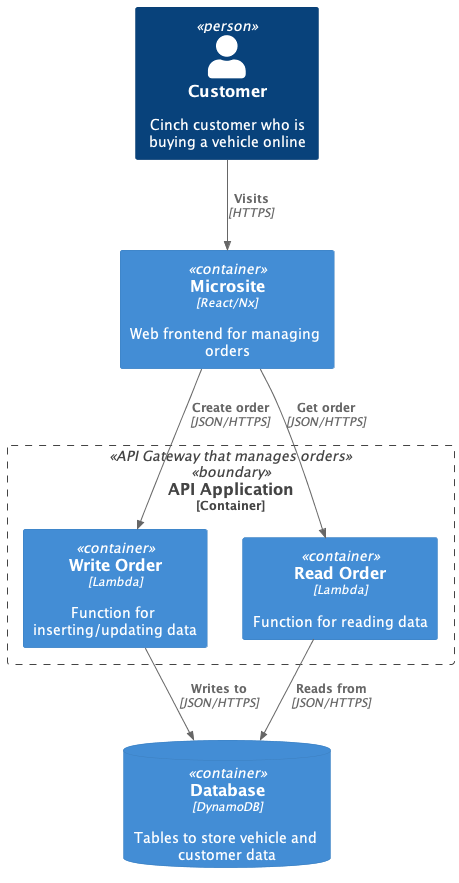 «person»
Customer
Cinch customer who is
buying a vehicle online
Visits
[HTTPS]
«container»
Microsite
[React/Nx]
Web frontend for managing
orders
Create order
[JSON/HTTPS]
Get order
[JSON/HTTPS]
«API Gateway that manages orders»
«boundary»
API Application
[Container]
«container»
Write Order
[Lambda]
Function for
inserting/updating data
«container»
Read Order
[Lambda]
Function for reading data
Writes to
[JSON/HTTPS]
Reads from
[JSON/HTTPS]
«container»
Database
[DynamoDB]
Tables to store vehicle and
customer data